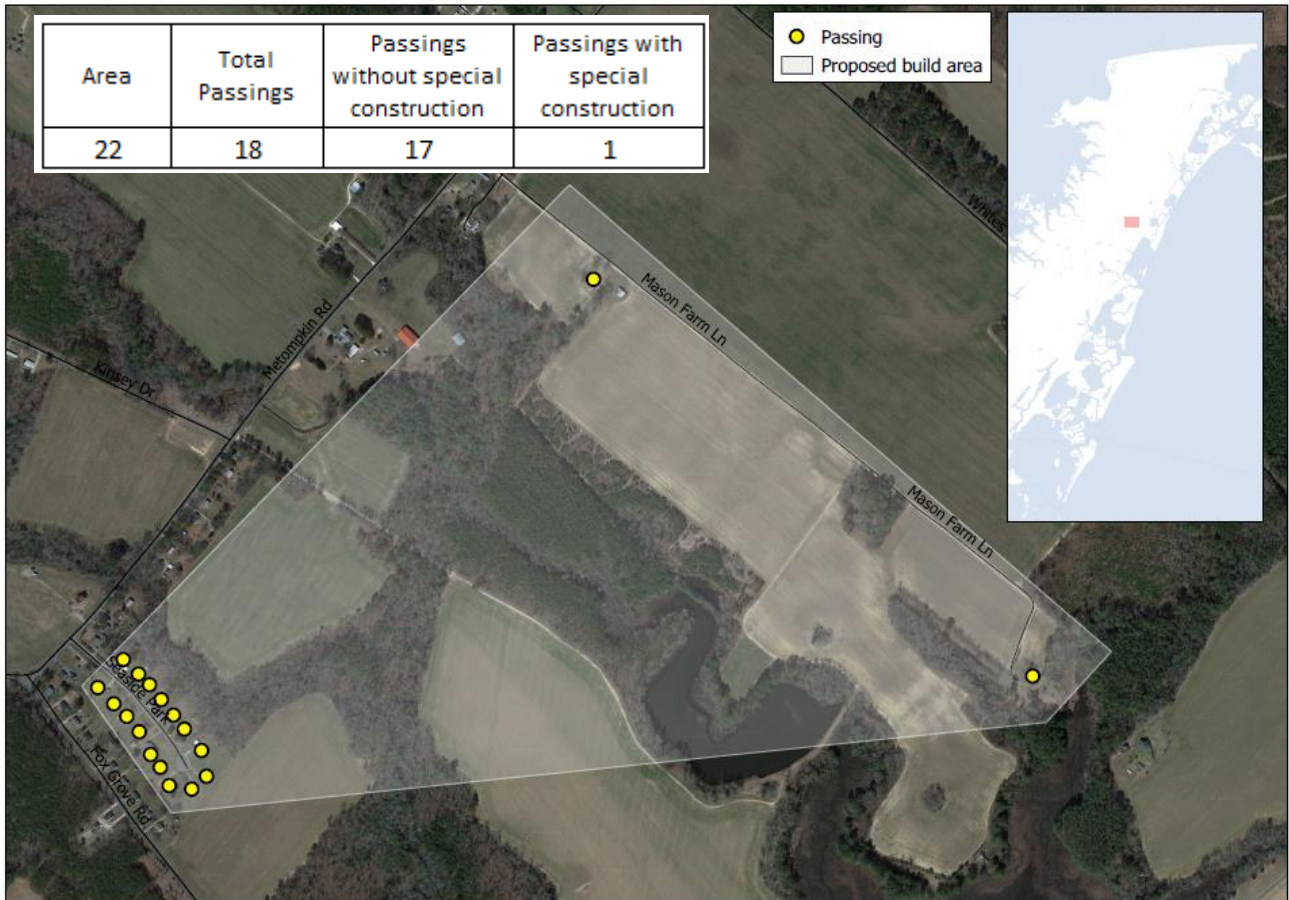 Area
Total
Passings
Passings
without special
construction
Passings with
special
construction
22
18
17
1
Passing
Proposed build area
Whites
Mason Farm Ln
Metompkin Rd
Kinsey Dr
Mason Farm Ln
Seaside Park
Fox Grove Rd